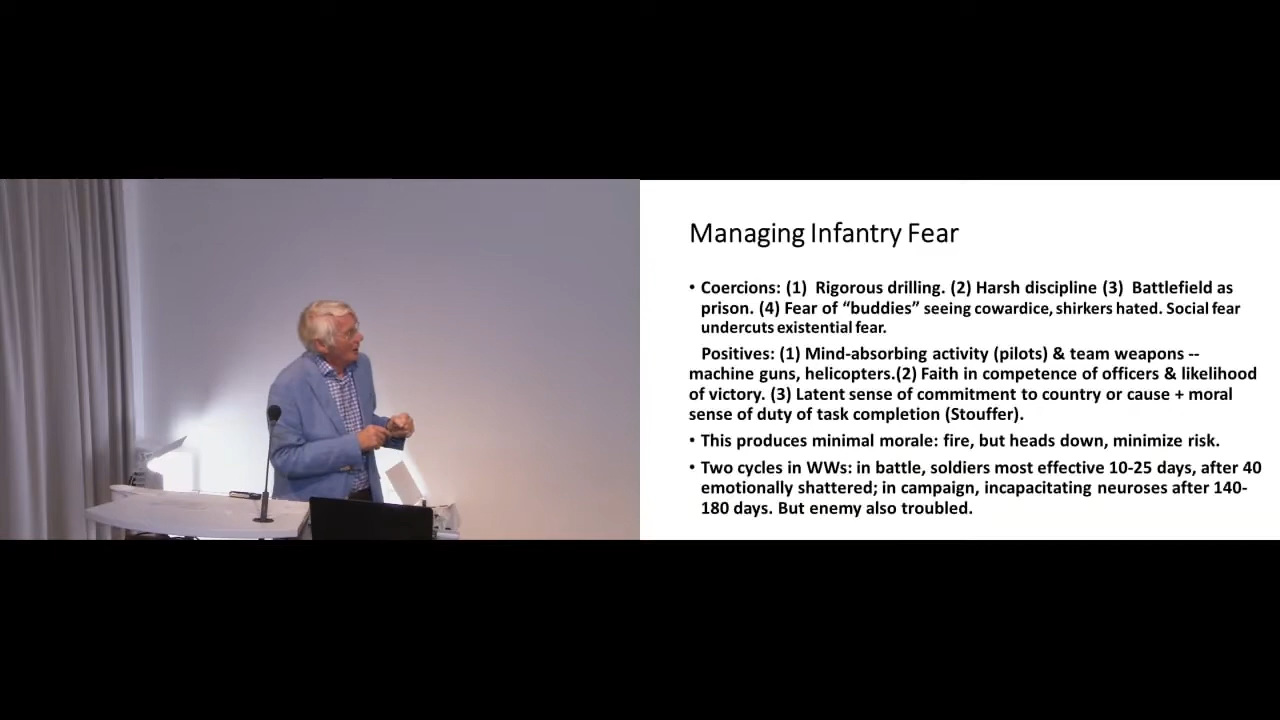 Managing Infantry Fear
• Coercions: (1)  Rigorous drilling. (2) Harsh discipline (3)  Battlefield as
prison. (4) Fear of “buddies” seeing cowardice, shirkers hated. Social fear
undercuts existential fear.
Positives: (1) Mind-absorbing activity (pilots) & team weapons --
machine guns, helicopters.(2) Faith in competence of officers & likelihood
of victory. (3) Latent sense of commitment to country or cause + moral
sense of duty of task completion (Stouffer).
• This produces minimal morale: fire, but heads down, minimize risk.
• Two cycles in WWs: in battle, soldiers most effective 10-25 days, after 40
emotionally shattered; in campaign, incapacitating neuroses after 140-
180 days. But enemy also troubled.